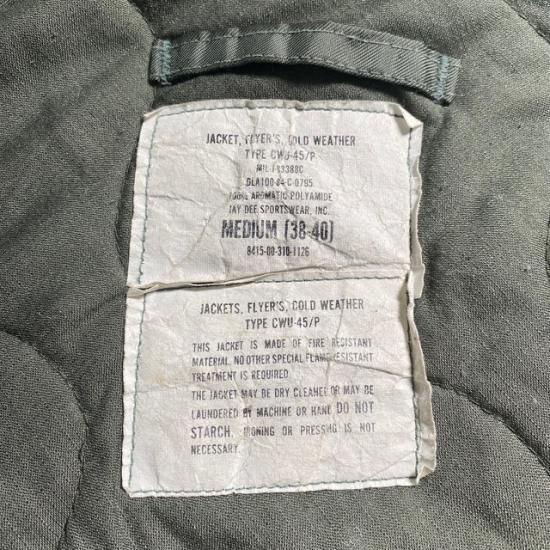 JACKET, FLYER'S, COLD WEATHER
TYPE CWU-45/P
MIL-J-83388C
DLA100-84-C-0795
100% AROMATIC POLYAMIDE
JAY DEE SPORTSWEAR, INC.
MEDIUM (38-40)
8415-00-310-1126
JACKETS, FLYER'S, COLD WEATHER
TYPE CWU-45/P
THIS JACKET IS MADE OF FIRE RESISTANT
MATERIAL. NO OTHER SPECIAL FLAME RESISTANT
TREATMENT IS REQUIRED.
THE JACKET MAY BE DRY CLEANED OR MAY BE
LAUNDERED BY MACHINE OR HAND DO NOT
STARCH. IRONING OR PRESSING IS NOT
NECESSARY.